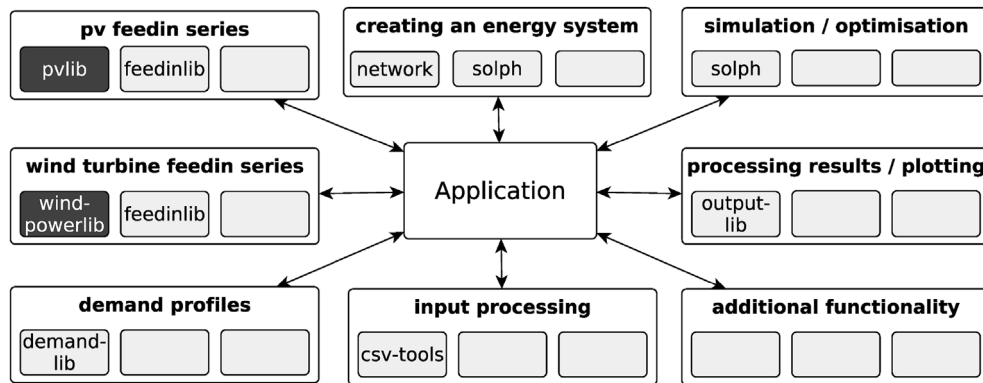 pv feedin series
pvlib feedinlib
creating an energy system
network solph
simulation / optimisation
solph
wind turbine feedin series
wind-
powerlib feedinlib
Application
processing results / plotting
output-
lib
demand profiles
demand-
lib
input processing
csv-tools
additional functionality